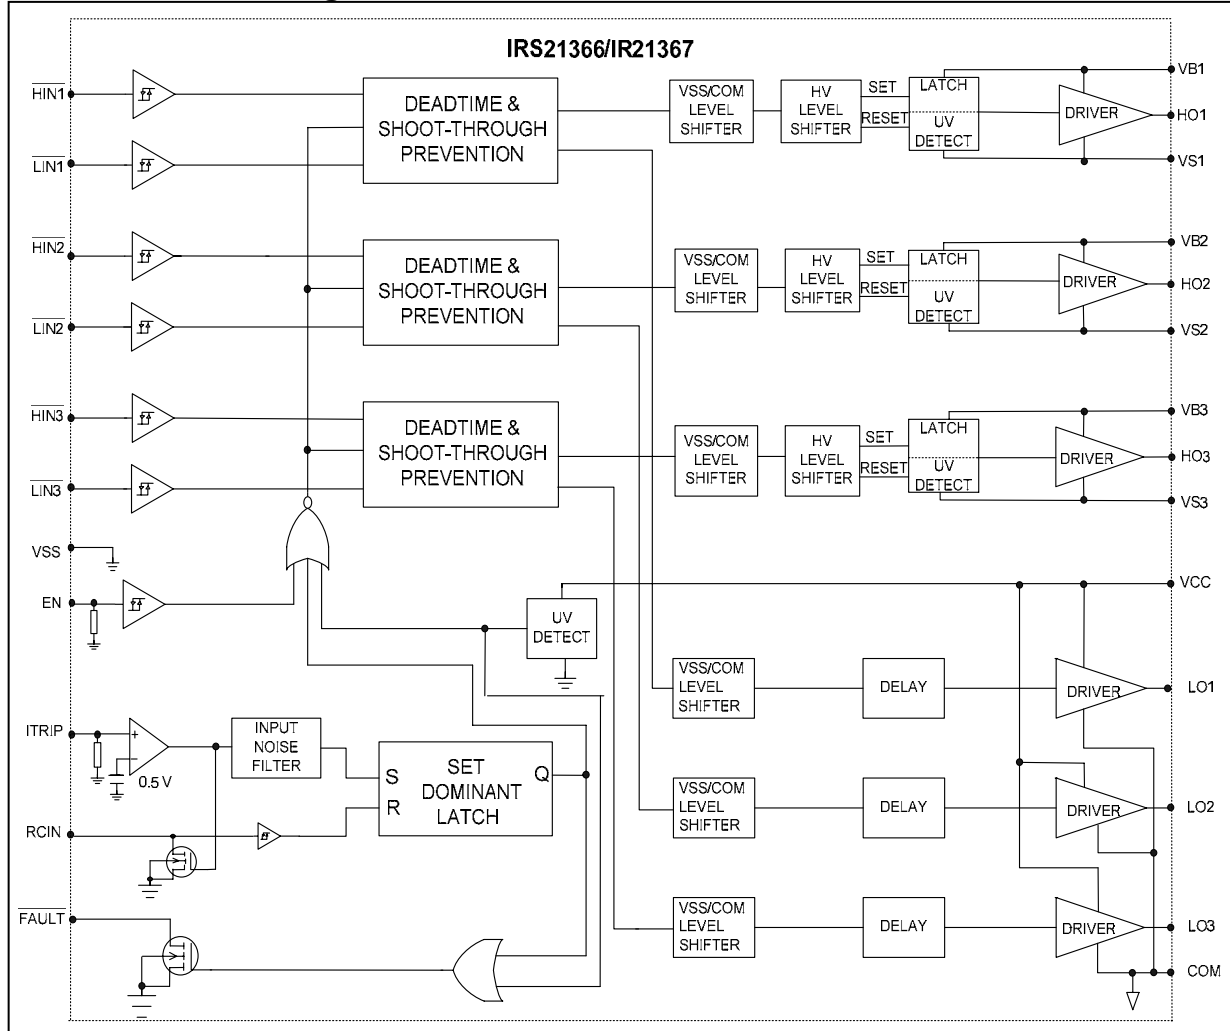 IRS21366/IR21367
HIN1
LIN1
HIN2
LIN2
HIN3
LIN3
VSS
EN
ITRIP
RCIN
FAULT
DEADTIME &
SHOOT-THROUGH
PREVENTION
DEADTIME &
SHOOT-THROUGH
PREVENTION
DEADTIME &
SHOOT-THROUGH
PREVENTION
VSS/COM
LEVEL
SHIFTER
HV
LEVEL
SHIFTER
SET
RESET
LATCH
UV
DETECT
DRIVER
VB1
HO1
VS1
VSS/COM
LEVEL
SHIFTER
HV
LEVEL
SHIFTER
SET
RESET
LATCH
UV
DETECT
DRIVER
VB2
HO2
VS2
VSS/COM
LEVEL
SHIFTER
HV
LEVEL
SHIFTER
SET
RESET
LATCH
UV
DETECT
DRIVER
VB3
HO3
VS3
VCC
UV
DETECT
VSS/COM
LEVEL
SHIFTER
DELAY
DRIVER
LO1
0.5 V
INPUT
NOISE
FILTER
S
R
SET
DOMINANT
LATCH
Q
VSS/COM
LEVEL
SHIFTER
DELAY
DRIVER
LO2
VSS/COM
LEVEL
SHIFTER
DELAY
DRIVER
LO3
COM